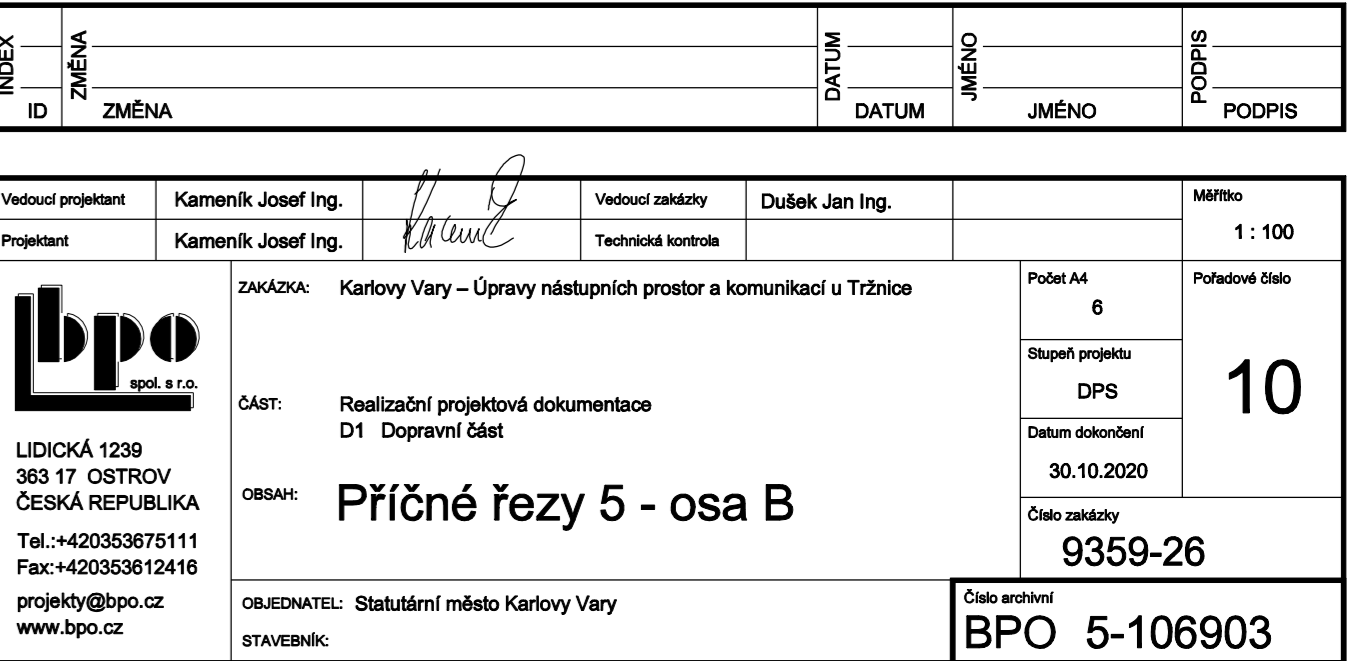 INDEX
ZMĚNA
DATUM
JMÉNO
PODPIS
ID ZMĚNA DATUM JMÉNO PODPIS
Vedoucí projektant Kameník Josef Ing. Vedoucí zakázky Dušek Jan Ing. Měřítko
1 : 100
Projektant Kameník Josef Ing. Technická kontrola
bpo
spol. s r.o.
LIDICKÁ 1239
363 17 OSTROV
ČESKÁ REPUBLIKA
Tel.:+420353675111
Fax:+420353612416
projekty@bpo.cz
www.bpo.cz
ZAKÁZKA: Karlovy Vary – Úpravy nástupních prostor a komunikací u Tržnice
ČÁST: Realizační projektová dokumentace
D1 Dopravní část
OBSAH: Příčné řezy 5 - osa B
OBJEDNATEL: Statutární město Karlovy Vary
STAVEBNÍK:
Počet A4
6
Stupeň projektu
DPS
Datum dokončení
30.10.2020
Pořadové číslo
10
Číslo zakázky
9359-26
Číslo archivní
BPO 5-106903